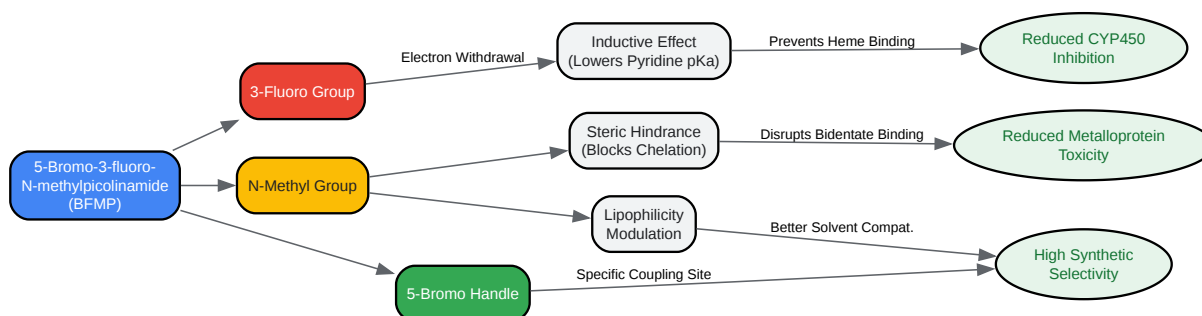 5-Bromo-3-fluoro-
N-methylpicolinamide
(BFMP)
3-Fluoro Group
N-Methyl Group
5-Bromo Handle
Electron Withdrawal
Inductive Effect
(Lowers Pyridine pKa)
Prevents Heme Binding
Reduced CYP450
Inhibition
Steric Hindrance
(Blocks Chelation)
Disrupts Bidentate Binding
Reduced Metalloprotein
Toxicity
Lipophilicity
Modulation
Better Solvent Compat.
Specific Coupling Site
High Synthetic
Selectivity